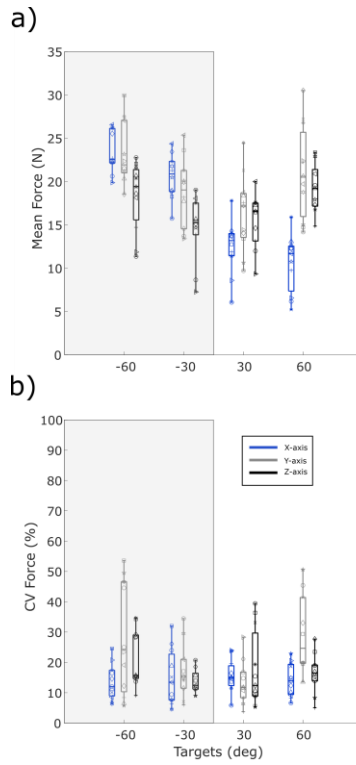 a)
35
30
25
20
15
10
5
0
Mean Force (N)
-60 -30 30 60
b)
100
90
80
70
60
50
40
30
20
10
0
CV Force (%)
X-axis
Y-axis
Z-axis
-60 -30 30 60
Targets (deg)